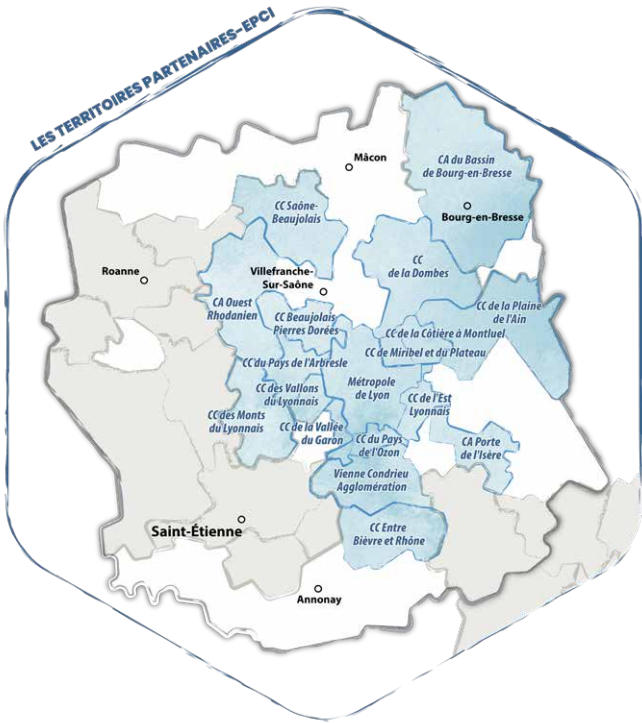 LES TERRITOIRES PARTENAIRES-EPCI
Mâcon
CA du Bassin
de Bourg-en-Bresse
CC Saône-
Beaujolais
Bourg-en-Bresse
Roanne
Villefranche-
Sur-Saône
CC
de la Dombes
CA Ouest
Rhodanien
CC Beaujolais
Pierres Dorées
CC de la Plaine
de l'Ain
CC de la Côtière à Montluel
CC de Miribel et du Plateau
CC du Pays de l'Arbresle
CC des Vallons
du Lyonnais
Métropole
de Lyon
CC de l'Est
Lyonnais
CC des Monts
du Lyonnais
CC de la Vallée
du Garon
CC du Pays
de l'Ozon
CA Porte
de l'Isère
Vienne Condrieu
Agglomération
Saint-Étienne
CC Entre
Bièvre et Rhône
Annonay